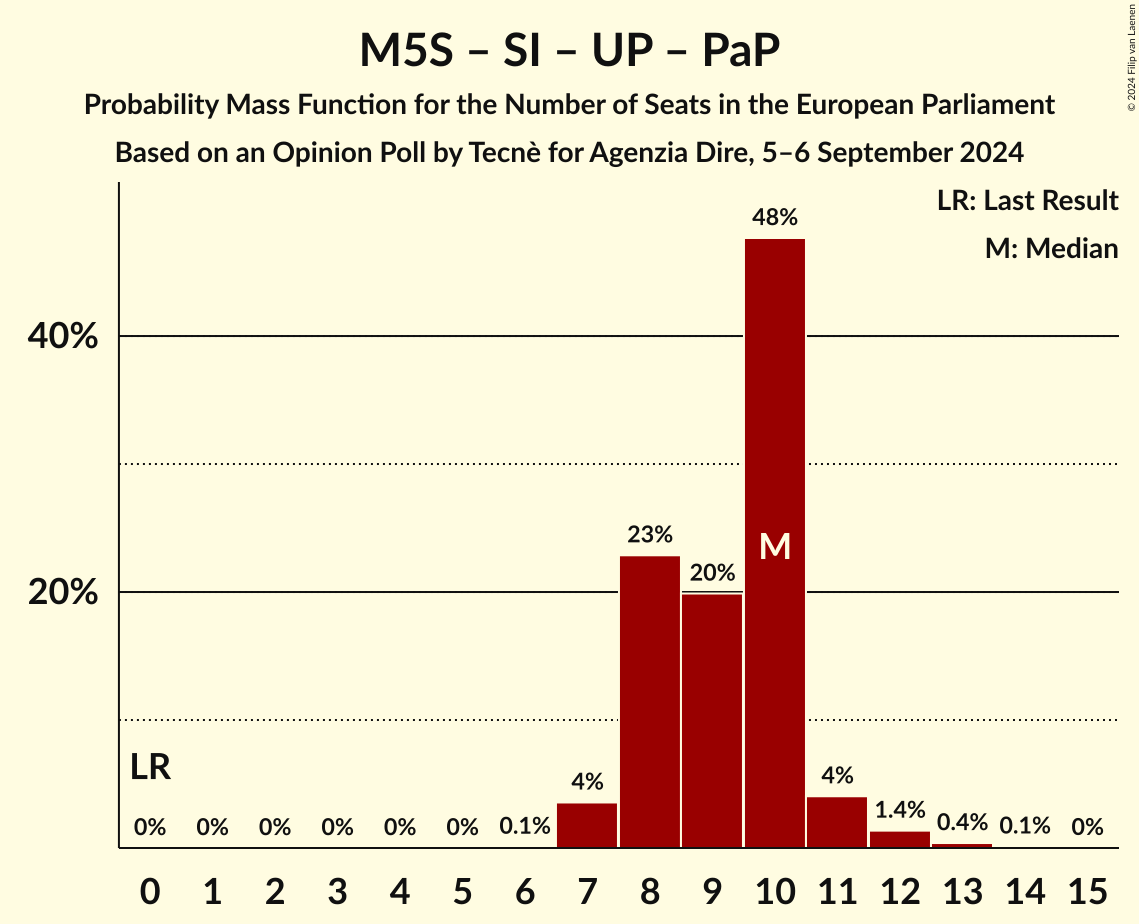 M5S – SI – UP – PaP
Probability Mass Function for the Number of Seats in the European Parliament
Based on an Opinion Poll by Tecnè for Agenzia Dire, 5–6 September 2024
© 2024 Filip van Laenen
LR: Last Result
M: Median
48%
40%
23%
M
20%
20%
LR
4%
4%
0% 0% 0% 0% 0% 0% 0.1% 1.4% 0.4% 0.1% 0%
0 1 2 3 4 5 6 7 8 9 10 11 12 13 14 15